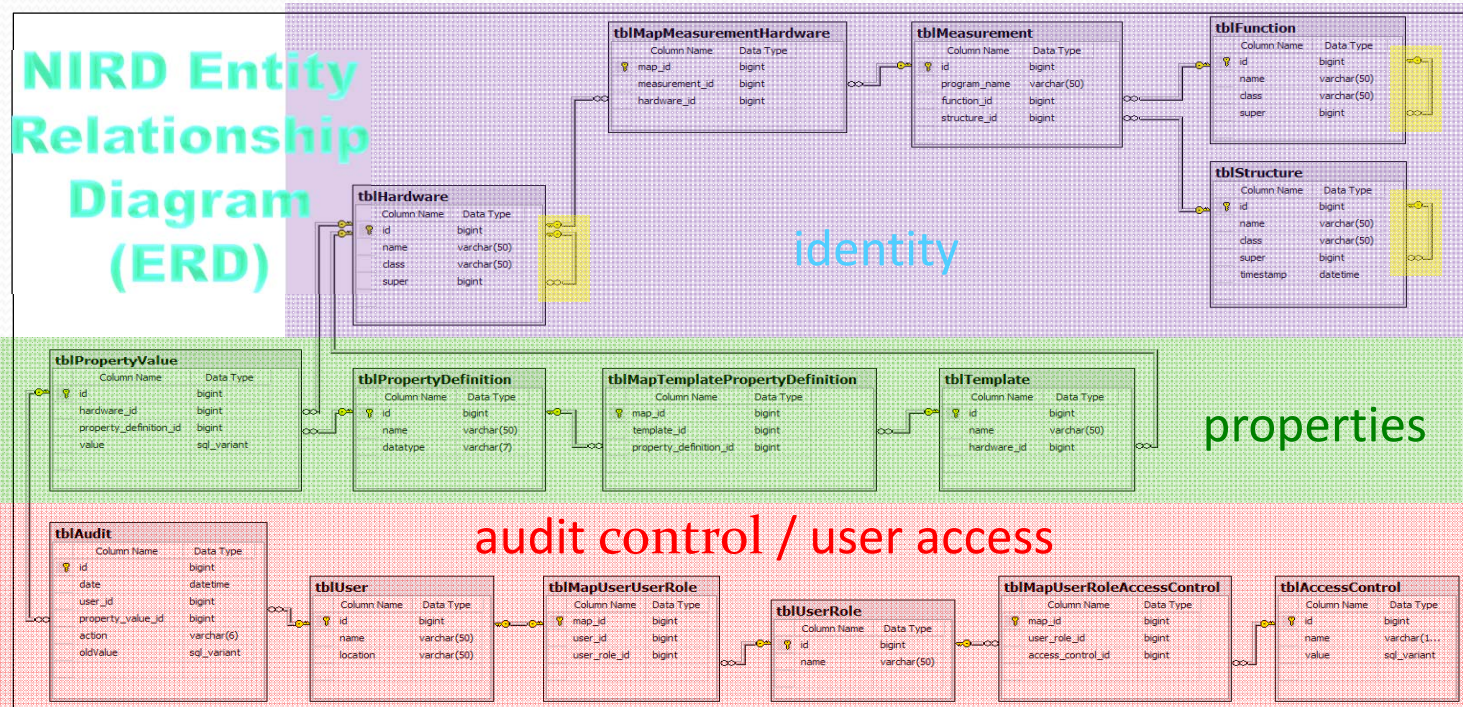 NIRD Entity
Relationship
Diagram
(ERD)
tblMapMeasurementHardware
Column Name Data Type
map_id bigint
measurement_id bigint
hardware_id bigint
tblMeasurement
Column Name Data Type
id bigint
program_name varchar(50)
function_id bigint
structure_id bigint
tblFunction
Column Name Data Type
id bigint
name varchar(50)
class varchar(50)
super bigint
tblHardware
Column Name Data Type
id bigint
name varchar(50)
class varchar(50)
super bigint
identity
tblStructure
Column Name Data Type
id bigint
name varchar(50)
class varchar(50)
super bigint
timestamp datetime
tblPropertyValue
Column Name Data Type
id bigint
hardware_id bigint
property_definition_id bigint
value sql_variant
tblPropertyDefinition
Column Name Data Type
id bigint
name varchar(50)
datatype varchar(7)
tblMapTemplatePropertyDefinition
Column Name Data Type
map_id bigint
template_id bigint
property_definition_id bigint
tblTemplate
Column Name Data Type
id bigint
name varchar(50)
hardware_id bigint
properties
audit control / user access
tblAudit
Column Name Data Type
id bigint
date datetime
user_id bigint
property_value_id bigint
action varchar(6)
oldValue sql_variant
tblUser
Column Name Data Type
id bigint
name varchar(50)
location varchar(50)
tblMapUserUserRole
Column Name Data Type
map_id bigint
user_id bigint
user_role_id bigint
tblUserRole
Column Name Data Type
id bigint
name varchar(50)
tblMapUserRoleAccessControl
Column Name Data Type
map_id bigint
user_role_id bigint
access_control_id bigint
tblAccessControl
Column Name Data Type
id bigint
name varchar(1...
value sql_variant